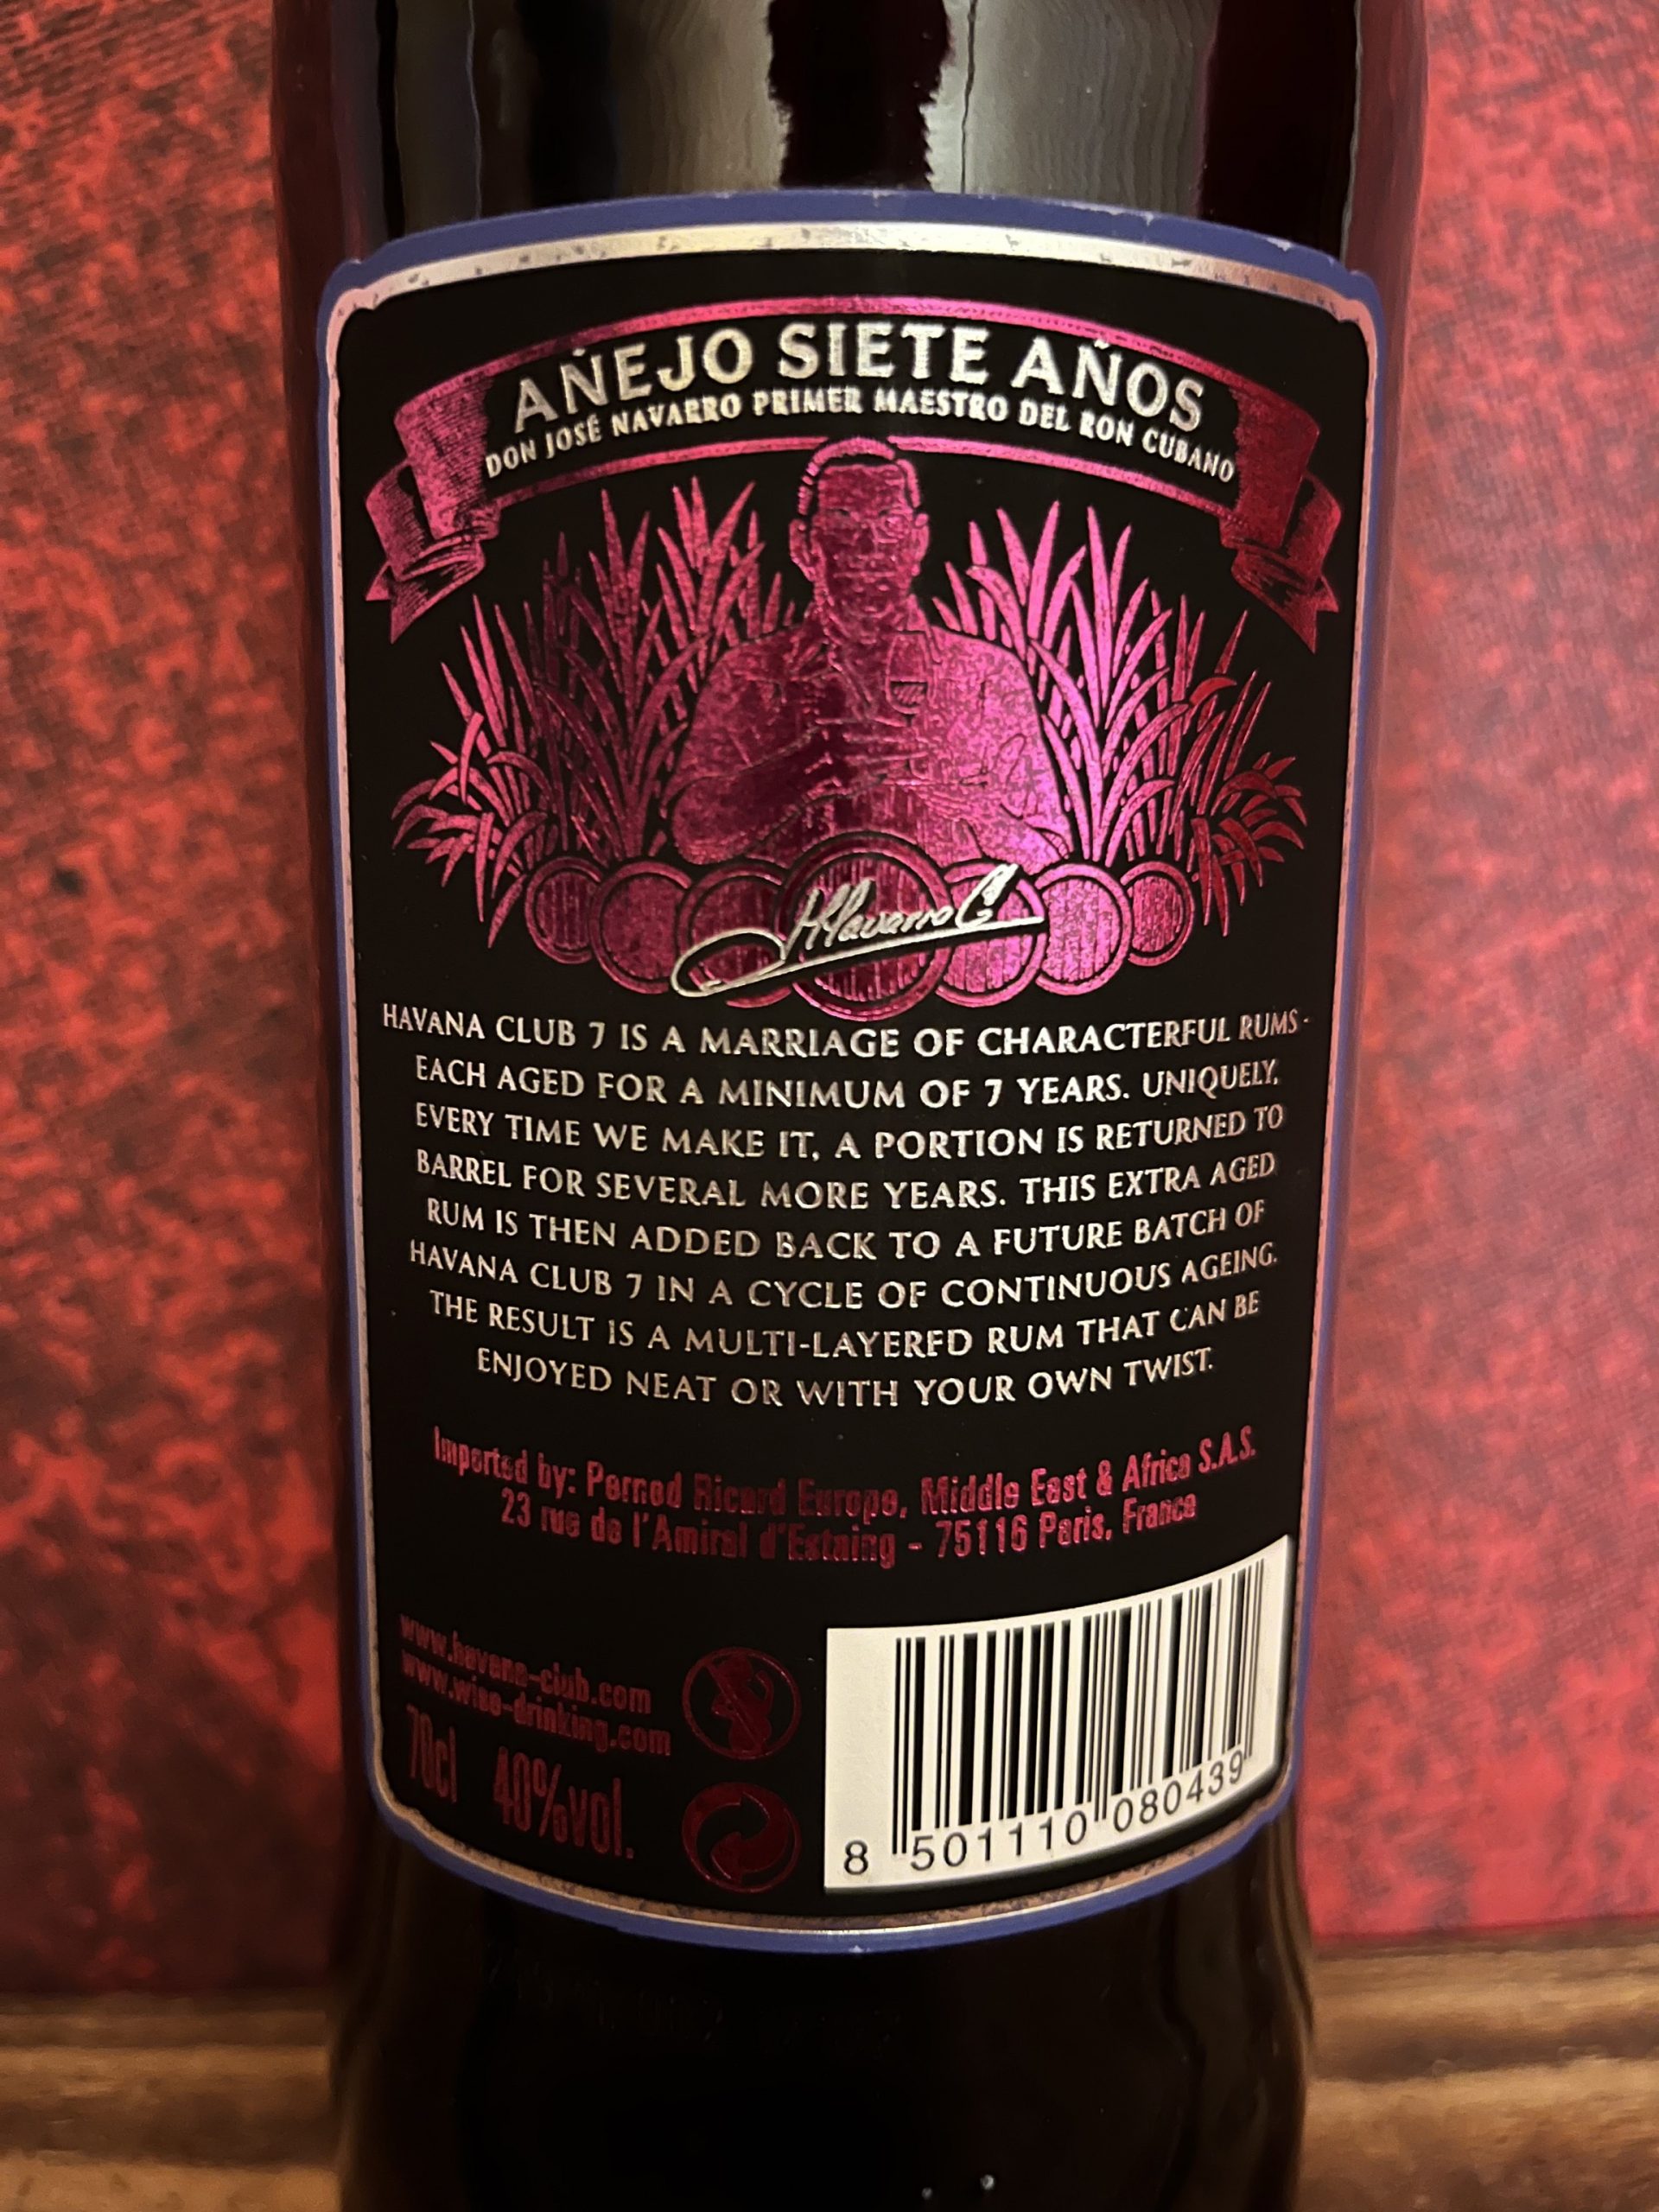 AÑEJO SIETE AÑOS
DON JOSÉ NAVARRO PRIMER MAESTRO DEL RON CUBANO
HAVANA CLUB 7 IS A MARRIAGE OF CHARACTERFUL RUMS -
EACH AGED FOR A MINIMUM OF 7 YEARS. UNIQUELY,
EVERY TIME WE MAKE IT, A PORTION IS RETURNED TO
BARREL FOR SEVERAL MORE YEARS. THIS EXTRA AGED
RUM IS THEN ADDED BACK TO A FUTURE BATCH OF
HAVANA CLUB 7 IN A CYCLE OF CONTINUOUS AGEING.
THE RESULT IS A MULTI-LAYERED RUM THAT CAN BE
ENJOYED NEAT OR WITH YOUR OWN TWIST.
Imported by: Pernod Ricard Europe, Middle East & Africa S.A.S.
23 rue de l'Amiral d'Estaing - 75116 Paris, France
www.havana-club.com
www.wise-drinking.com
70cl 40%vol.
8 501110 080439